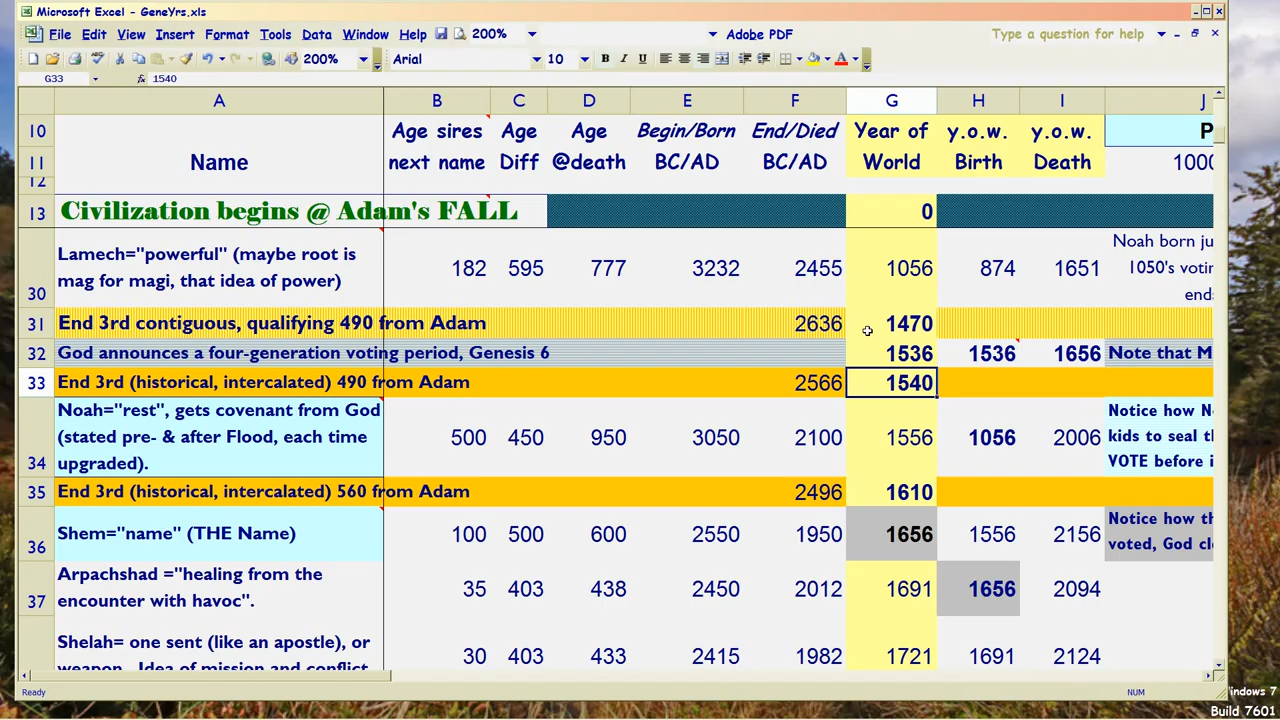 Microsoft Excel - GeneYrs.xls
File Edit View Insert Format Tools Data Window Help 200% Adobe PDF Type a question for help
200% Arial 10 B I U
G33 fx 1540
A B C D E F G H I J
10 Age sires Age Age Begin/Born End/Died Year of y.o.w. y.o.w. P
11 Name next name Diff @death BC/AD BC/AD World Birth Death 1000
12
13 Civilization begins @ Adam's FALL 0
Lamech="powerful" (maybe root is Noah born ju
mag for magi, that idea of power) 182 595 777 3232 2455 1056 874 1651 1050's votin
30 ends
31 End 3rd contiguous, qualifying 490 from Adam 2636 1470
32 God announces a four-generation voting period, Genesis 6 1536 1536 1656 Note that M
33 End 3rd (historical, intercalated) 490 from Adam 2566 1540
Noah="rest", gets covenant from God Notice how N
(stated pre- & after Flood, each time 500 450 950 3050 2100 1556 1056 2006 kids to seal th
34 upgraded). VOTE before i
35 End 3rd (historical, intercalated) 560 from Adam 2496 1610
Notice how th
36 Shem="name" (THE Name) 100 500 600 2550 1950 1656 1556 2156 voted, God cl
Arpachshad ="healing from the
37 encounter with havoc". 35 403 438 2450 2012 1691 1656 2094
Shelah= one sent (like an apostle), or
weapon. Idea of mission and conflict 30 403 433 2415 1982 1721 1691 2124
Ready NUM
indows 7
Build 7601